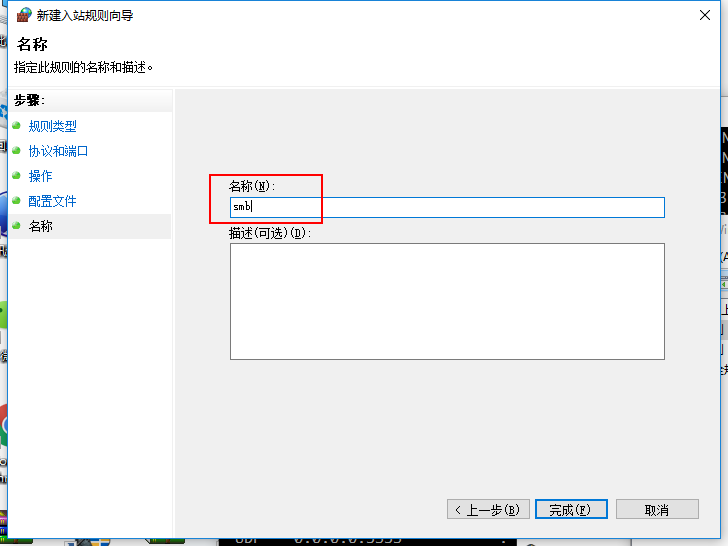 新建入站规则向导
名称
指定此规则的名称和描述。
步骤:
规则类型
协议和端口
操作
配置文件
名称
名称(N):
smb
描述(可选)(D):
< 上一步(B)
完成(F)
取消